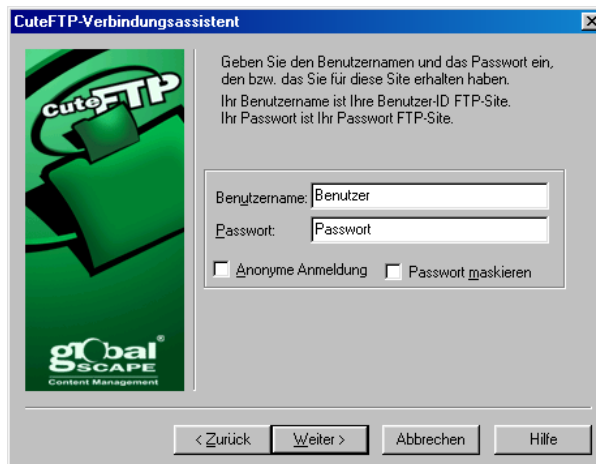 CuteFTP-Verbindungsassistent
CuteFTP
Geben Sie den Benutzernamen und das Passwort ein,
den bzw. das Sie für diese Site erhalten haben.
Ihr Benutzername ist Ihre Benutzer-ID FTP-Site.
Ihr Passwort ist Ihr Passwort FTP-Site.
Benutzername: Benutzer
Passwort: Passwort
Anonyme Anmeldung Passwort maskieren
global®
SCAPE
Content Management
< Zurück Weiter > Abbrechen Hilfe